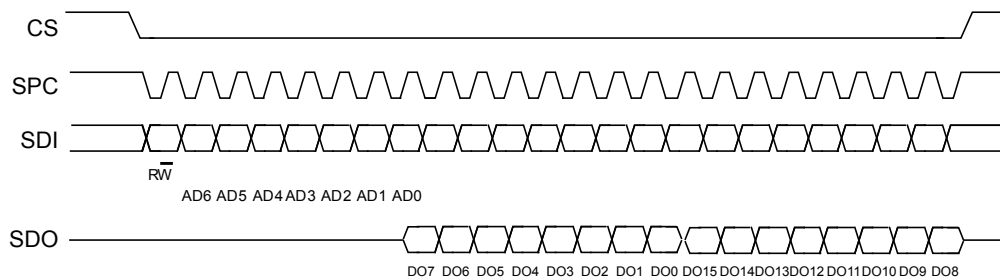 CS
SPC
SDI
RW̅
AD6 AD5 AD4 AD3 AD2 AD1 AD0
SDO
DO7 DO6 DO5 DO4 DO3 DO2 DO1 DO0 DO15 DO14 DO13 DO12 DO11 DO10 DO9 DO8